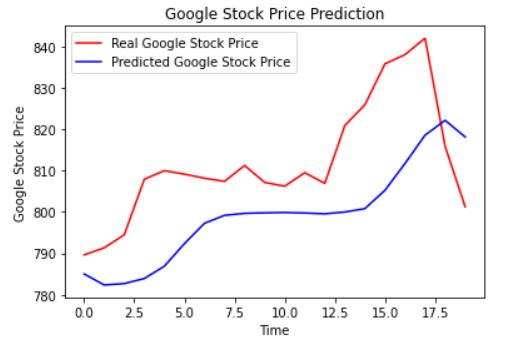 Google Stock Price Prediction
Real Google Stock Price
Predicted Google Stock Price
Google Stock Price
840
830
820
810
800
790
780
0.0 2.5 5.0 7.5 10.0 12.5 15.0 17.5
Time